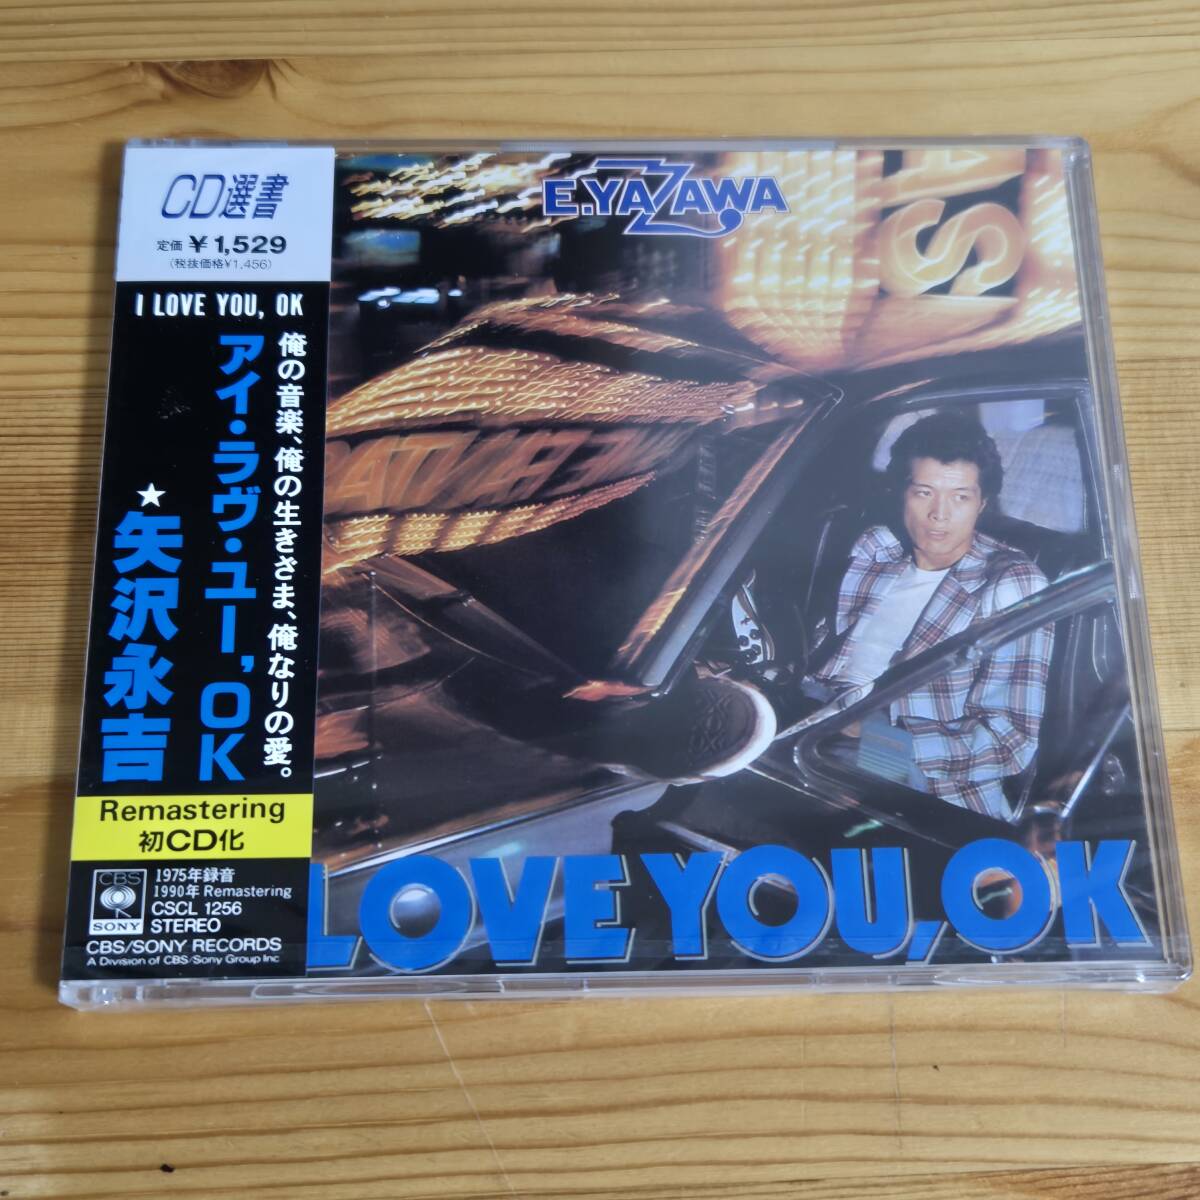 CD選書
定価 ¥1,529
(税抜価格¥1,456)
I LOVE YOU, OK
俺の音楽、俺の生きざま、俺なりの愛。
アイ・ラヴ・ユー,OK
★矢沢永吉
Remastering
初CD化
CBS
SONY
1975年録音
1990年 Remastering
CSCL 1256
STEREO
CBS/SONY RECORDS
A Division of CBS/Sony Group Inc
E.YAZAWA
LOVE YOU, OK